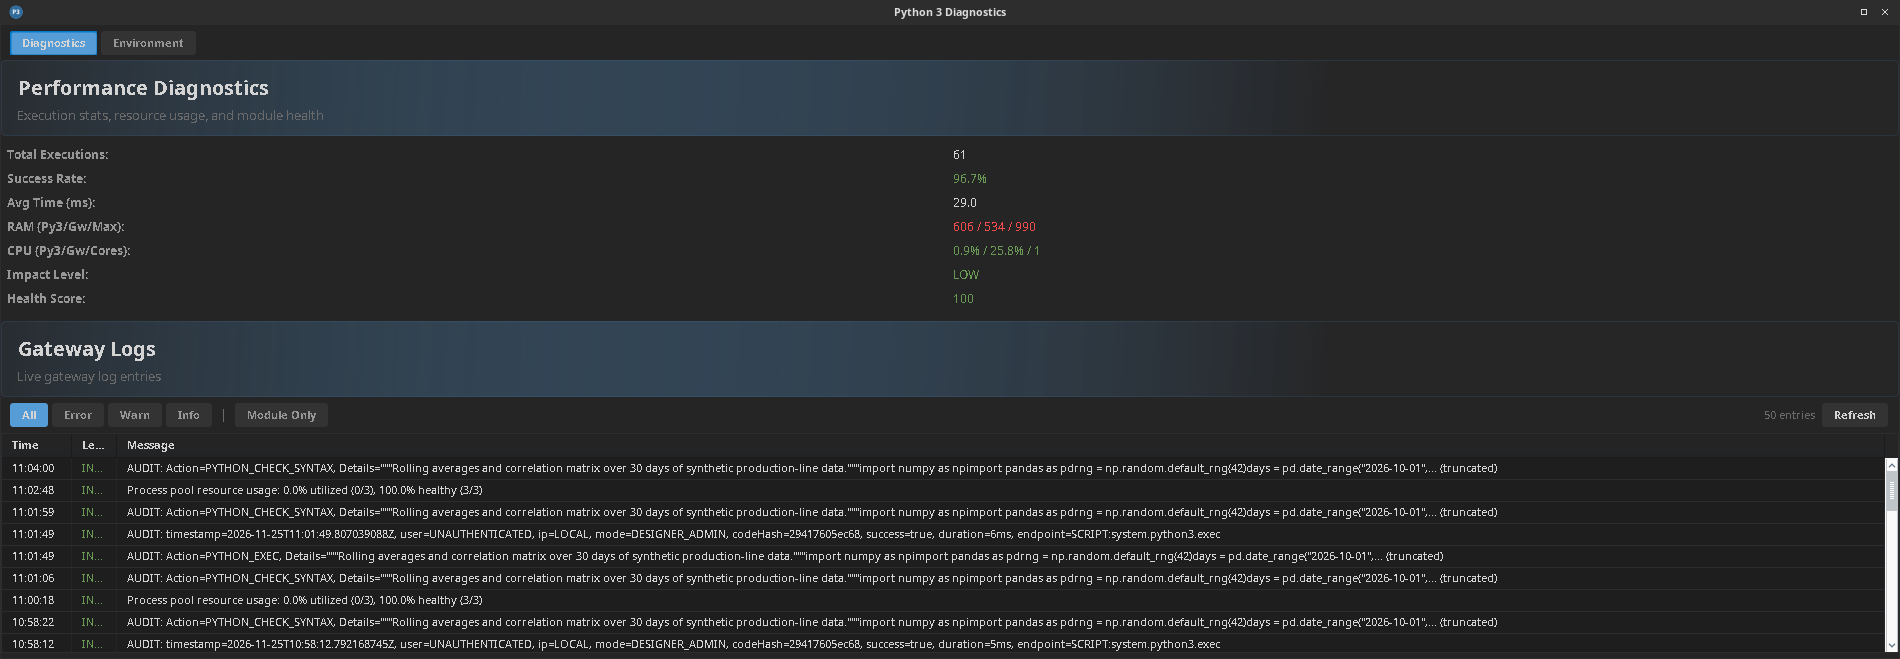 P3
Python 3 Diagnostics
Diagnostics
Environment
Performance Diagnostics
Execution stats, resource usage, and module health
Total Executions: 61
Success Rate: 96.7%
Avg Time (ms): 29.0
RAM (Py3/Gw/Max): 606 / 534 / 990
CPU (Py3/Gw/Cores): 0.9% / 25.8% / 1
Impact Level: LOW
Health Score: 100
Gateway Logs
Live gateway log entries
All Error Warn Info | Module Only 50 entries Refresh
Time Le... Message
11:04:00 IN... AUDIT: Action=PYTHON_CHECK_SYNTAX, Details="""Rolling averages and correlation matrix over 30 days of synthetic production-line data."""import numpy as npimport pandas as pdrng = np.random.default_rng(42)days = pd.date_range("2026-10-01",... (truncated)
11:02:48 IN... Process pool resource usage: 0.0% utilized (0/3), 100.0% healthy (3/3)
11:01:59 IN... AUDIT: Action=PYTHON_CHECK_SYNTAX, Details="""Rolling averages and correlation matrix over 30 days of synthetic production-line data."""import numpy as npimport pandas as pdrng = np.random.default_rng(42)days = pd.date_range("2026-10-01",... (truncated)
11:01:49 IN... AUDIT: timestamp=2026-11-25T11:01:49.807039088Z, user=UNAUTHENTICATED, ip=LOCAL, mode=DESIGNER_ADMIN, codeHash=29417605ec68, success=true, duration=6ms, endpoint=SCRIPT:system.python3.exec
11:01:49 IN... AUDIT: Action=PYTHON_EXEC, Details="""Rolling averages and correlation matrix over 30 days of synthetic production-line data."""import numpy as npimport pandas as pdrng = np.random.default_rng(42)days = pd.date_range("2026-10-01",... (truncated)
11:01:06 IN... AUDIT: Action=PYTHON_CHECK_SYNTAX, Details="""Rolling averages and correlation matrix over 30 days of synthetic production-line data."""import numpy as npimport pandas as pdrng = np.random.default_rng(42)days = pd.date_range("2026-10-01",... (truncated)
11:00:18 IN... Process pool resource usage: 0.0% utilized (0/3), 100.0% healthy (3/3)
10:58:22 IN... AUDIT: Action=PYTHON_CHECK_SYNTAX, Details="""Rolling averages and correlation matrix over 30 days of synthetic production-line data."""import numpy as npimport pandas as pdrng = np.random.default_rng(42)days = pd.date_range("2026-10-01",... (truncated)
10:58:12 IN... AUDIT: timestamp=2026-11-25T10:58:12.792168745Z, user=UNAUTHENTICATED, ip=LOCAL, mode=DESIGNER_ADMIN, codeHash=29417605ec68, success=true, duration=5ms, endpoint=SCRIPT:system.python3.exec